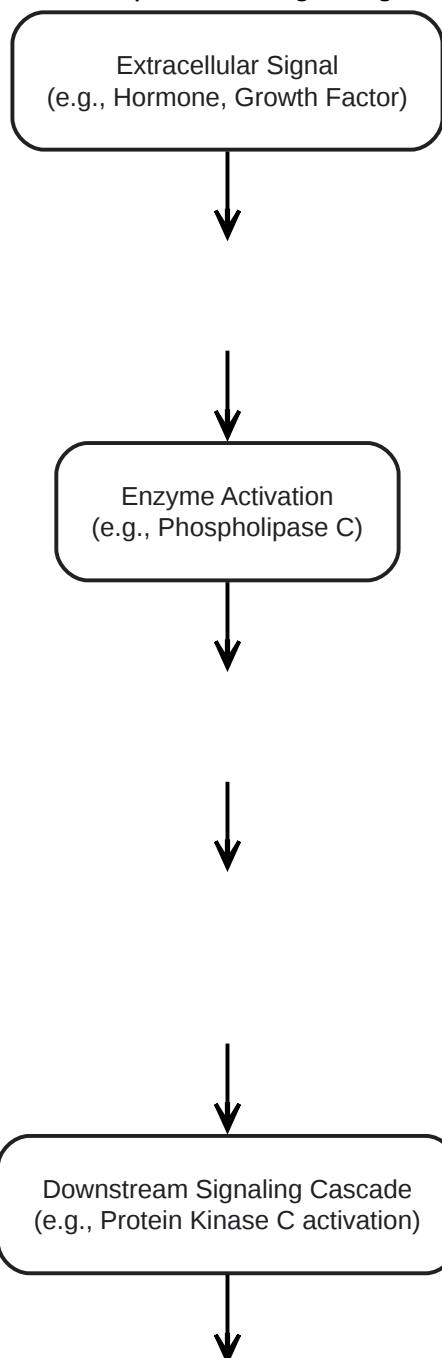 Extracellular Signal
(e.g., Hormone, Growth Factor)
Enzyme Activation
(e.g., Phospholipase C)
Downstream Signaling Cascade
(e.g., Protein Kinase C activation)